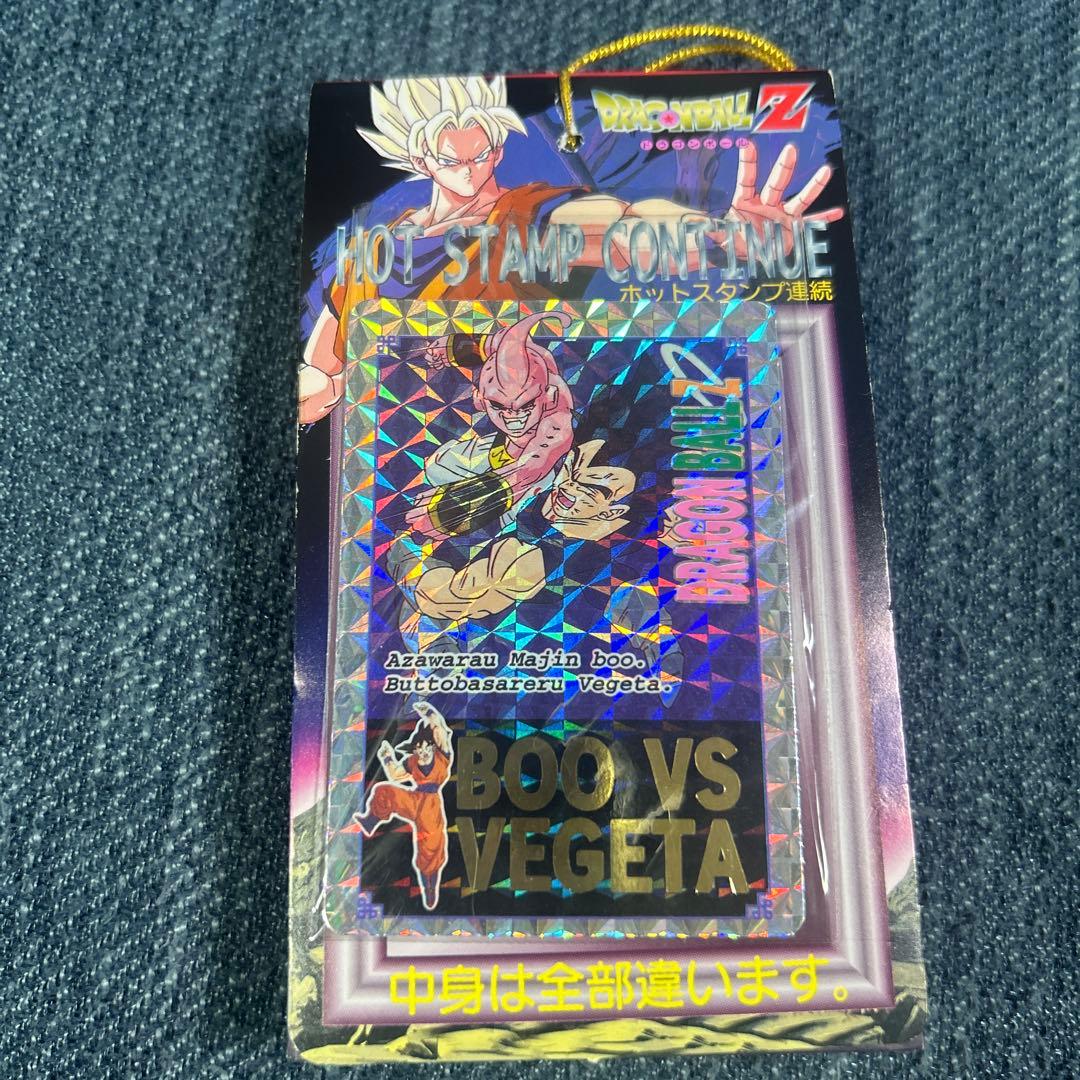 DRAGONBALL Z
ドラゴンボール
HOT STAMP CONTINUE
ホットスタンプ連続
DRAGON BALL Z
M
Azawarau Majin boo.
Buttobasareru Vegeta.
BOO VS
VEGETA
中身は全部違います。